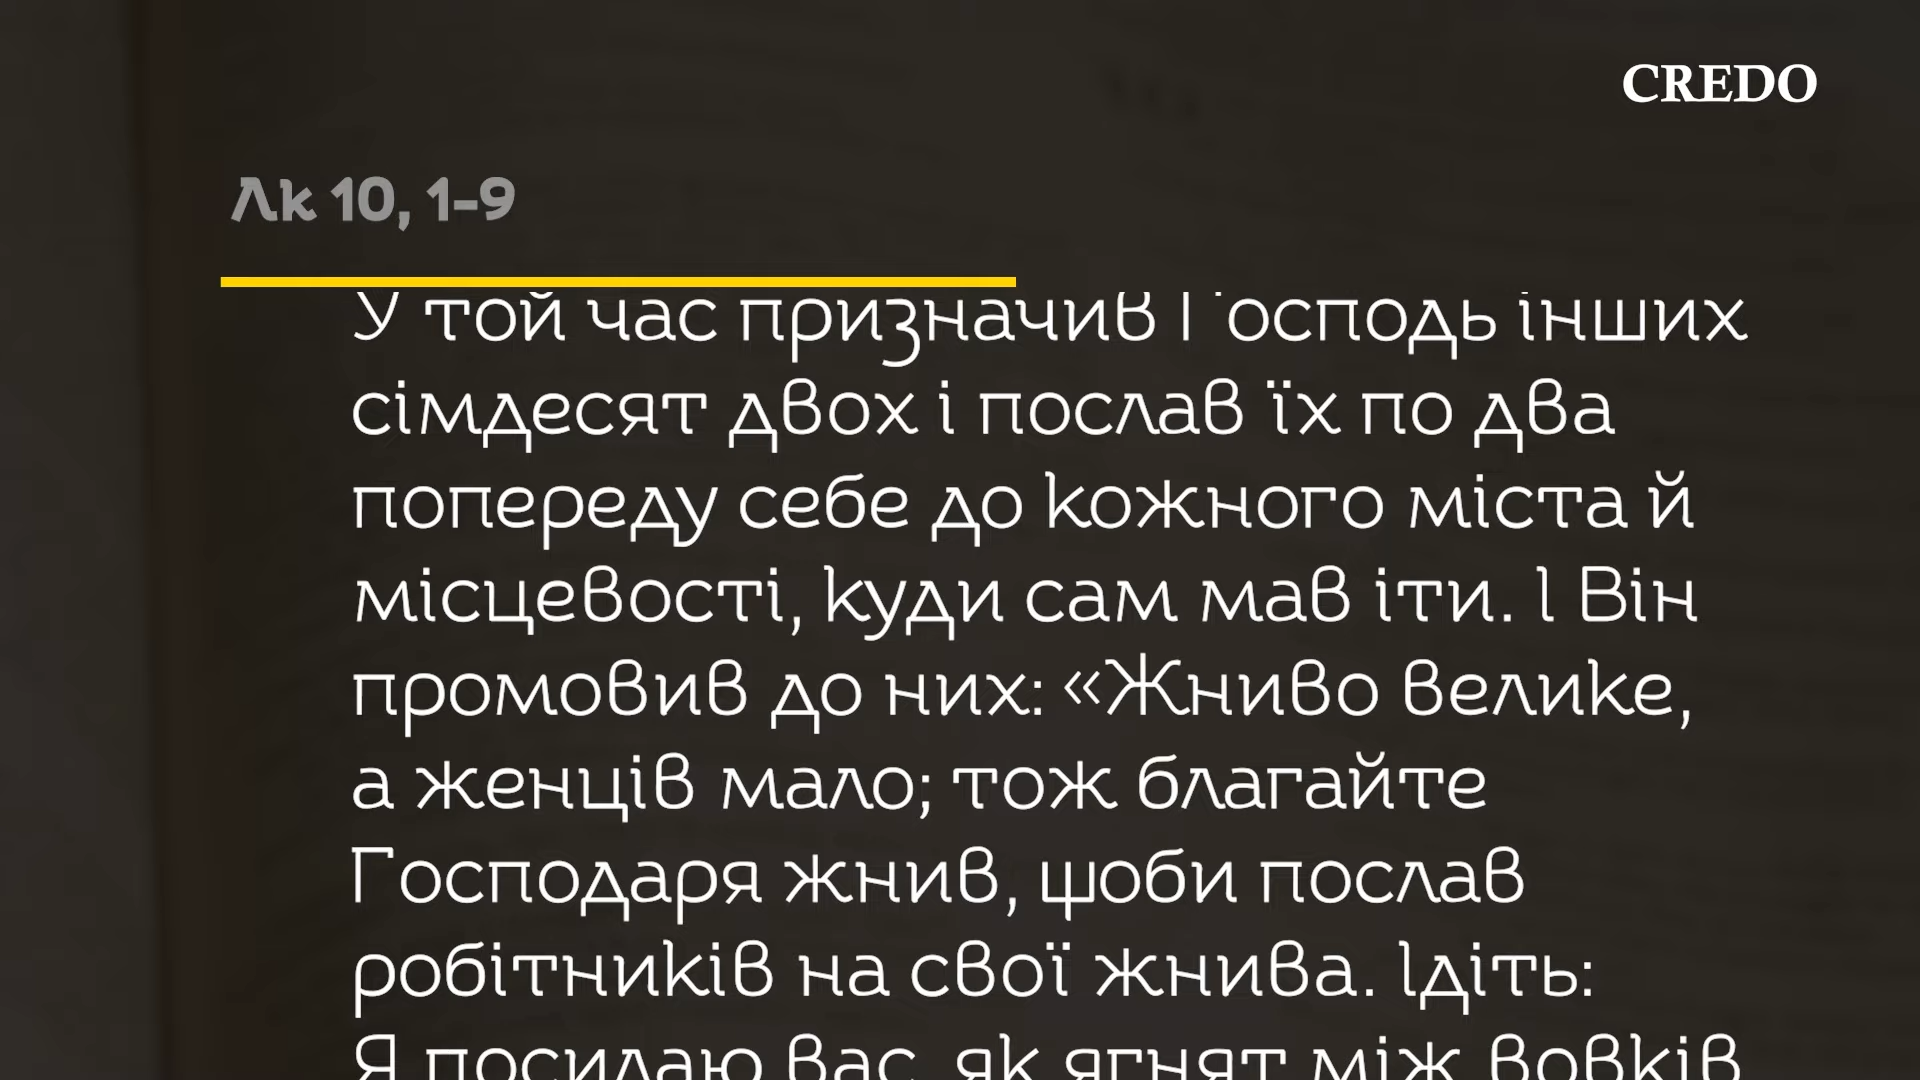 CREDO
Лк 10, 1-9
У той час призначив Господь інших
сімдесят двох і послав їх по два
попереду себе до кожного міста й
місцевості, куди сам мав іти. І Він
промовив до них: «Жниво велике,
а женців мало; тож благайте
Господаря жнив, щоби послав
робітників на свої жнива. Ідіть:
Я посилаю вас, як ягнят між вовків